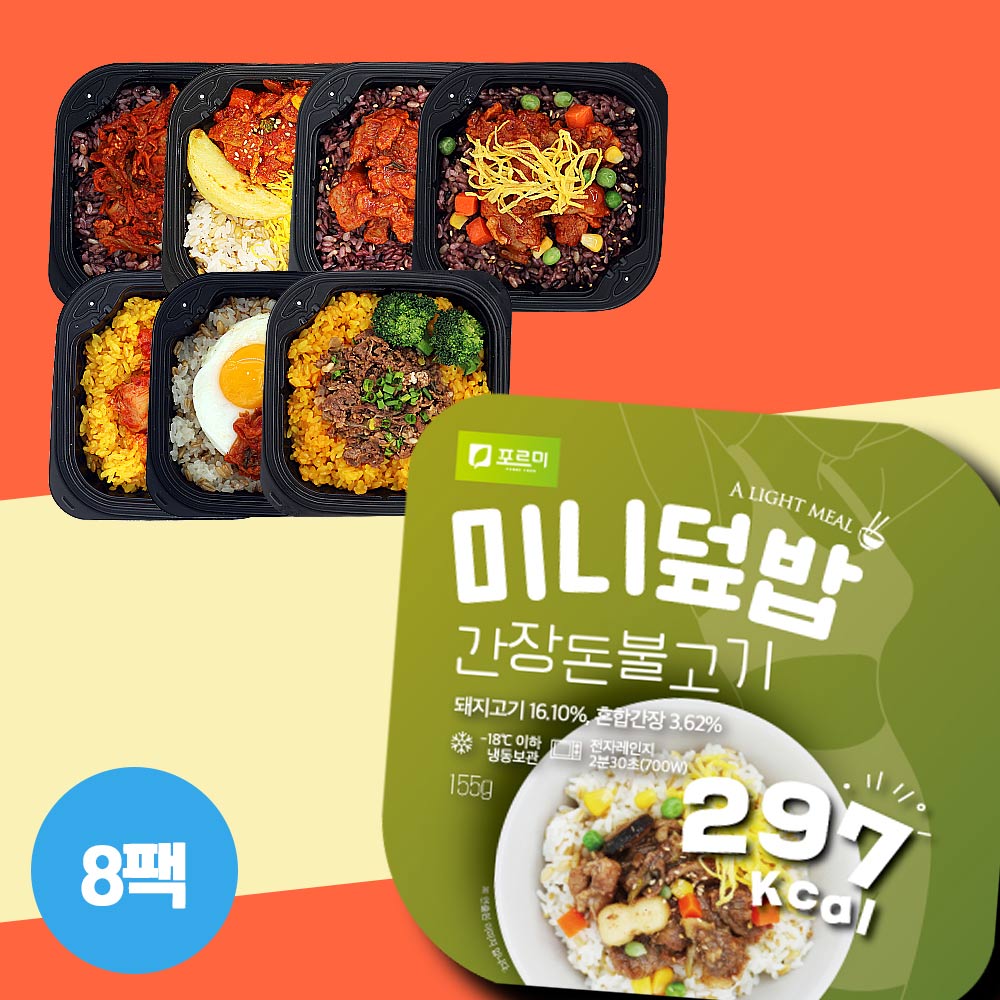 포르미
A LIGHT MEAL
미니덮밥
간장돈불고기
돼지고기 16.10%, 혼합간장 3.62%
-18℃ 이하
냉동보관
전자레인지
2분30초(700W)
155g
297
Kcal
8팩